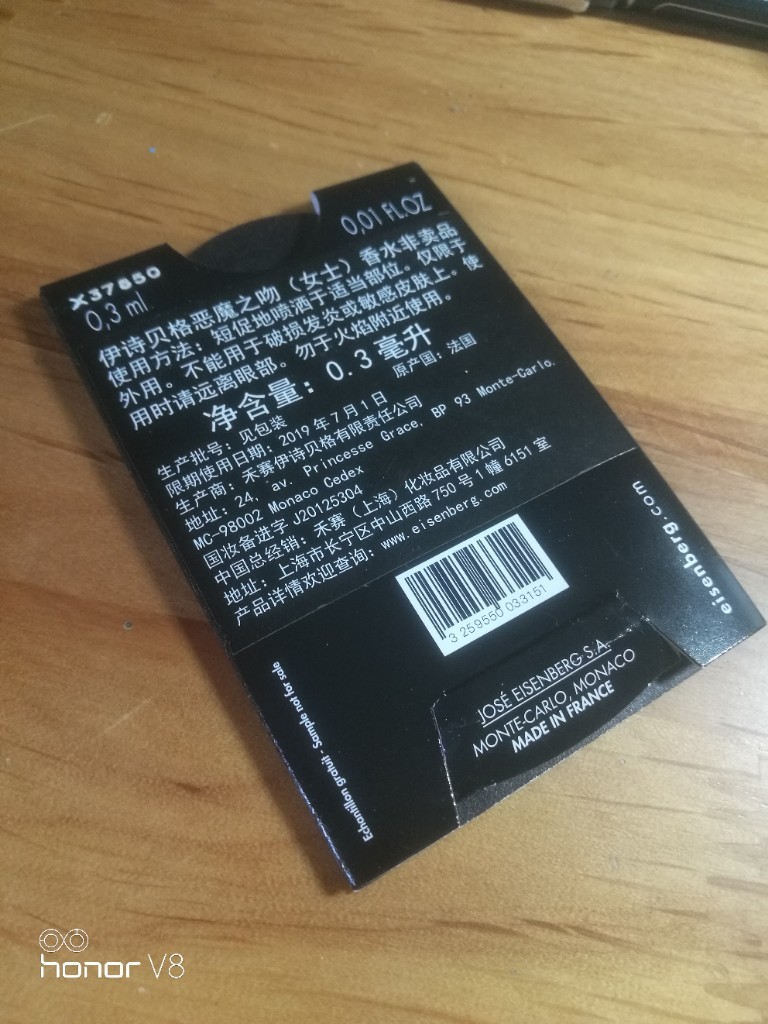 X37850
0,3 ml
0,01 FL.OZ
伊诗贝格恶魔之吻（女士）香水非卖品
使用方法：短促地喷洒于适当部位。仅限于
外用。不能用于破损发炎或敏感皮肤上。使
用时请远离眼部。勿于火焰附近使用。
净含量：0.3毫升
原产国：法国
生产批号：见包装
限期使用日期：2019年7月1日
生产商：禾赛伊诗贝格有限责任公司
地址：24, av. Princesse Grace, BP 93 Monte-Carlo.
MC-98002 Monaco Cedex
国妆备进字J20125304
中国总经销：禾赛（上海）化妆品有限公司
地址：上海市长宁区中山西路750号1幢6151室
产品详情欢迎查询：www.eisenberg.com
3 259550 033151
eisenberg.com
Echantillon gratuit - Sample not for sale
JOSÉ EISENBERG S.A.
MONTE-CARLO, MONACO
MADE IN FRANCE
honor V8